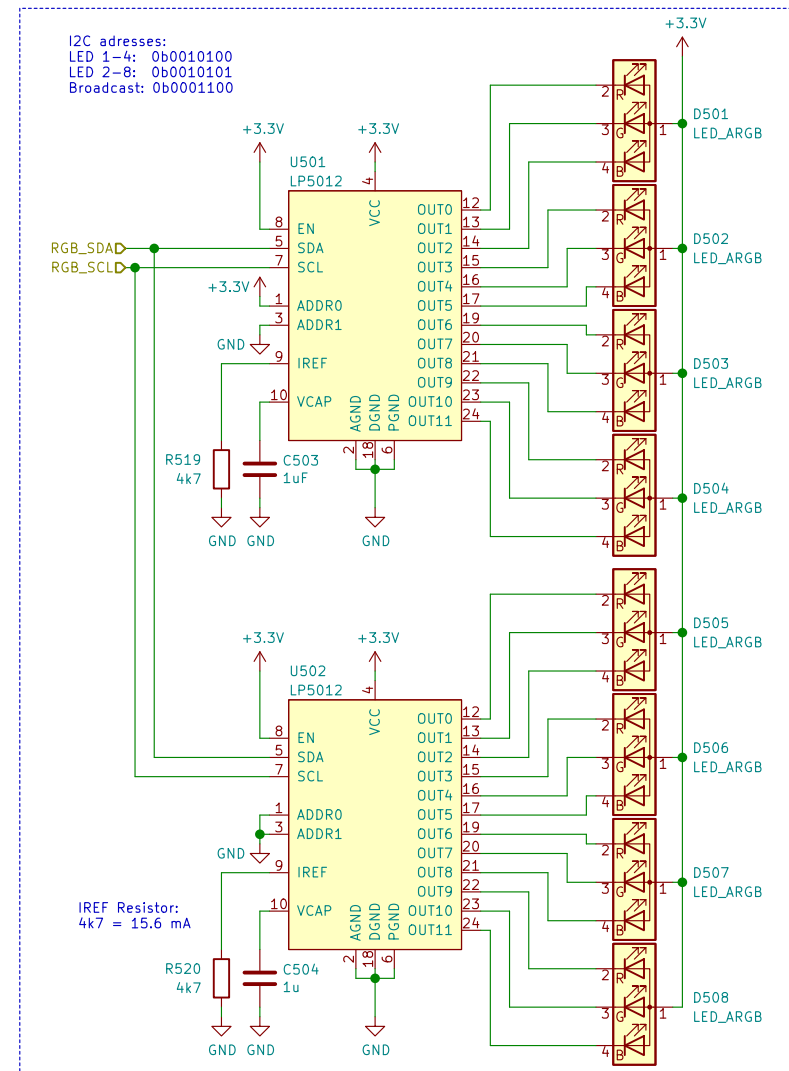 I2C adresses:
LED 1-4: 0b0010100
LED 2-8: 0b0010101
Broadcast: 0b0001100
+3.3V
+3.3V
+3.3V
U501
LP5012
4
VCC
8 EN
5 SDA
7 SCL
RGB_SDA
RGB_SCL
+3.3V
1 ADDR0
3 ADDR1
GND
9 IREF
10 VCAP
AGND
DGND
PGND
2
18
6
OUT0 12
OUT1 13
OUT2 14
OUT3 15
OUT4 16
OUT5 17
OUT6 19
OUT7 20
OUT8 21
OUT9 22
OUT10 23
OUT11 24
R519
4k7
C503
1uF
GND
GND
GND
2 R
3 G 1
4 B
D501
LED_ARGB
2 R
3 G 1
4 B
D502
LED_ARGB
2 R
3 G 1
4 B
D503
LED_ARGB
2 R
3 G 1
4 B
D504
LED_ARGB
+3.3V
+3.3V
U502
LP5012
4
VCC
8 EN
5 SDA
7 SCL
1 ADDR0
3 ADDR1
GND
9 IREF
10 VCAP
AGND
DGND
PGND
2
18
6
OUT0 12
OUT1 13
OUT2 14
OUT3 15
OUT4 16
OUT5 17
OUT6 19
OUT7 20
OUT8 21
OUT9 22
OUT10 23
OUT11 24
IREF Resistor:
4k7 = 15.6 mA
R520
4k7
C504
1u
GND
GND
GND
2 R
3 G 1
4 B
D505
LED_ARGB
2 R
3 G 1
4 B
D506
LED_ARGB
2 R
3 G 1
4 B
D507
LED_ARGB
2 R
3 G 1
4 B
D508
LED_ARGB